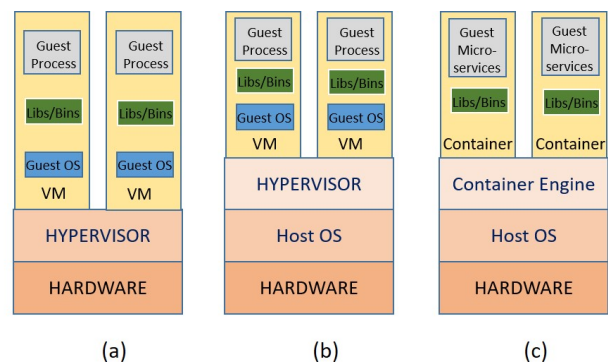 Guest
Process
Libs/Bins
Guest OS
VM
Guest
Process
Libs/Bins
Guest OS
HYPERVISOR
HARDWARE
(a)
Guest
Process
Libs/Bins
Guest OS
VM
Guest
Process
Libs/Bins
Guest OS
VM
HYPERVISOR
Host OS
HARDWARE
(b)
Guest
Micro-
services
Libs/Bins
Container
Guest
Micro-
services
Libs/Bins
Container
Container Engine
Host OS
HARDWARE
(c)